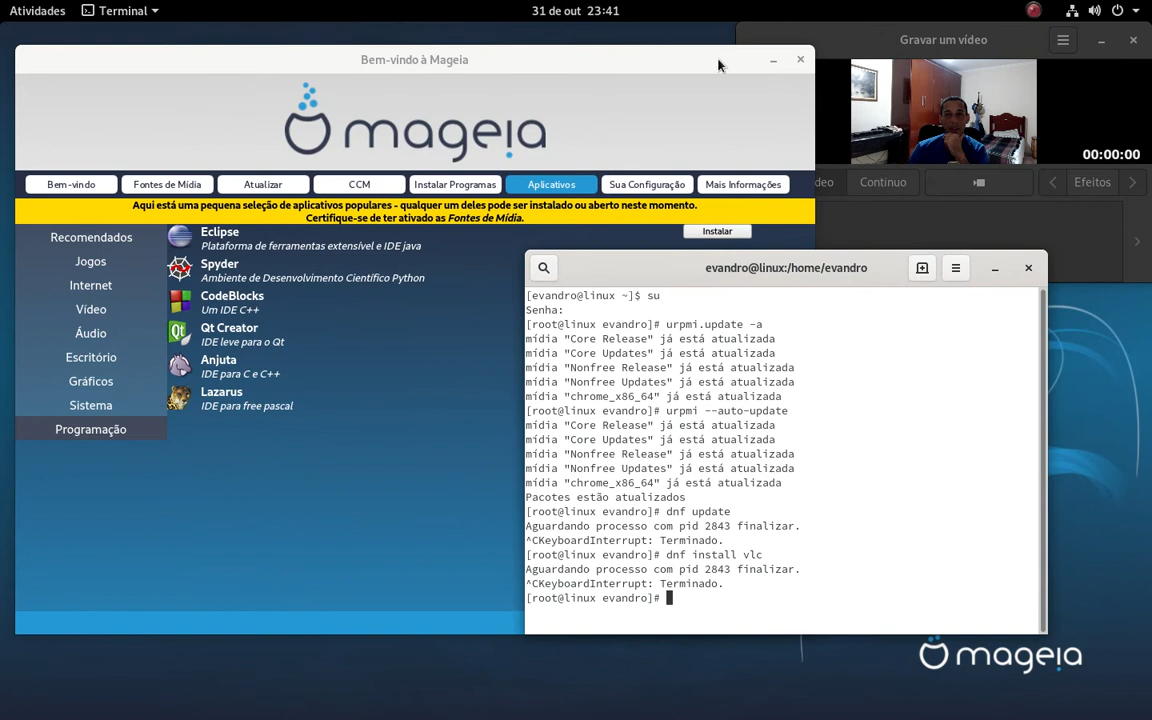 Atividades
Terminal
31 de out 23:41
Gravar um vídeo
00:00:00
deo
Contínuo
Efeitos
Bem-vindo à Mageia
mageia
Bem-vindo
Fontes de Mídia
Atualizar
CCM
Instalar Programas
Aplicativos
Sua Configuração
Mais Informações
Aqui está uma pequena seleção de aplicativos populares - qualquer um deles pode ser instalado ou aberto neste momento.
Certifique-se de ter ativado as Fontes de Mídia.
Recomendados
Jogos
Internet
Vídeo
Áudio
Escritório
Gráficos
Sistema
Programação
Eclipse
Plataforma de ferramentas extensível e IDE java
Instalar
Spyder
Ambiente de Desenvolvimento Científico Python
CodeBlocks
Um IDE C++
Qt Creator
IDE leve para o Qt
Anjuta
IDE para C e C++
Lazarus
IDE para free pascal
evandro@linux:/home/evandro
[evandro@linux ~]$ su
Senha:
[root@linux evandro]# urpmi.update -a
mídia "Core Release" já está atualizada
mídia "Core Updates" já está atualizada
mídia "Nonfree Release" já está atualizada
mídia "Nonfree Updates" já está atualizada
mídia "chrome_x86_64" já está atualizada
[root@linux evandro]# urpmi --auto-update
mídia "Core Release" já está atualizada
mídia "Core Updates" já está atualizada
mídia "Nonfree Release" já está atualizada
mídia "Nonfree Updates" já está atualizada
mídia "chrome_x86_64" já está atualizada
Pacotes estão atualizados
[root@linux evandro]# dnf update
Aguardando processo com pid 2843 finalizar.
^CKeyboardInterrupt: Terminado.
[root@linux evandro]# dnf install vlc
Aguardando processo com pid 2843 finalizar.
^CKeyboardInterrupt: Terminado.
[root@linux evandro]#
mageia